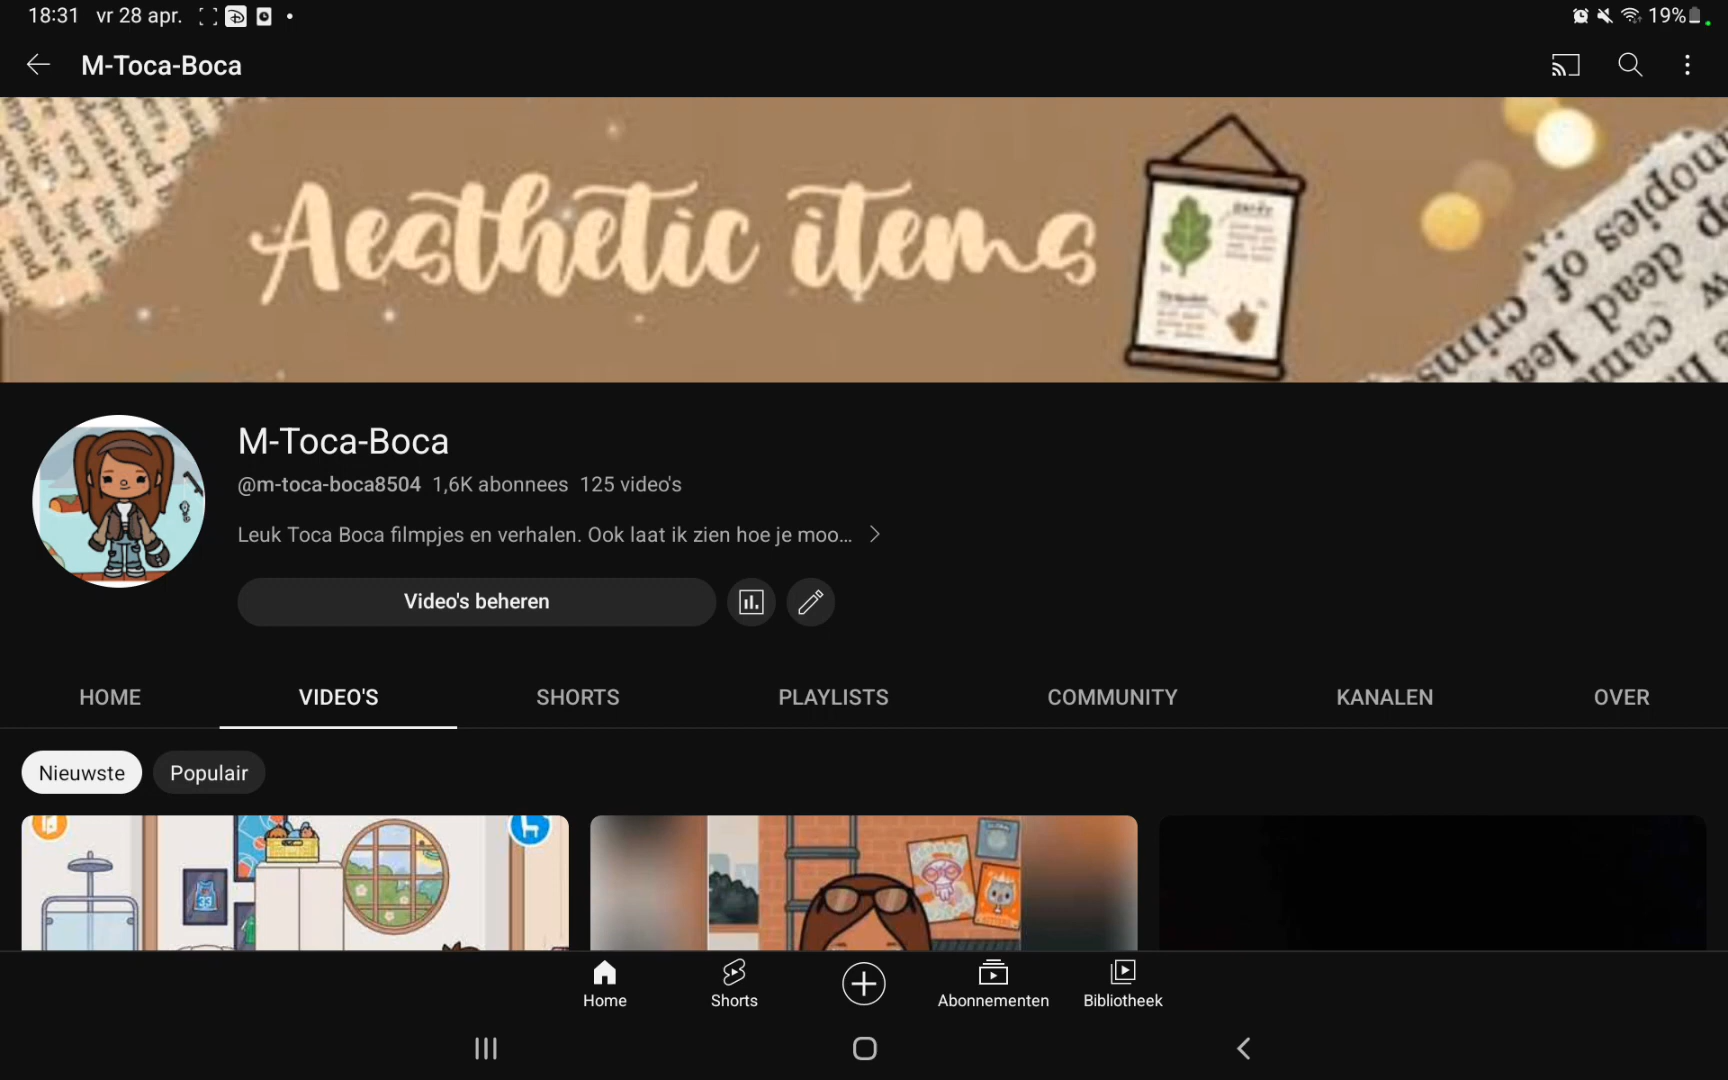 18:31 vr 28 apr.
19%
M-Toca-Boca
Aesthetic items
M-Toca-Boca
@m-toca-boca8504 1,6K abonnees 125 video's
Leuk Toca Boca filmpjes en verhalen. Ook laat ik zien hoe je moo...
Video's beheren
HOME VIDEO'S SHORTS PLAYLISTS COMMUNITY KANALEN OVER
Nieuwste Populair
33
Home Shorts Abonnementen Bibliotheek